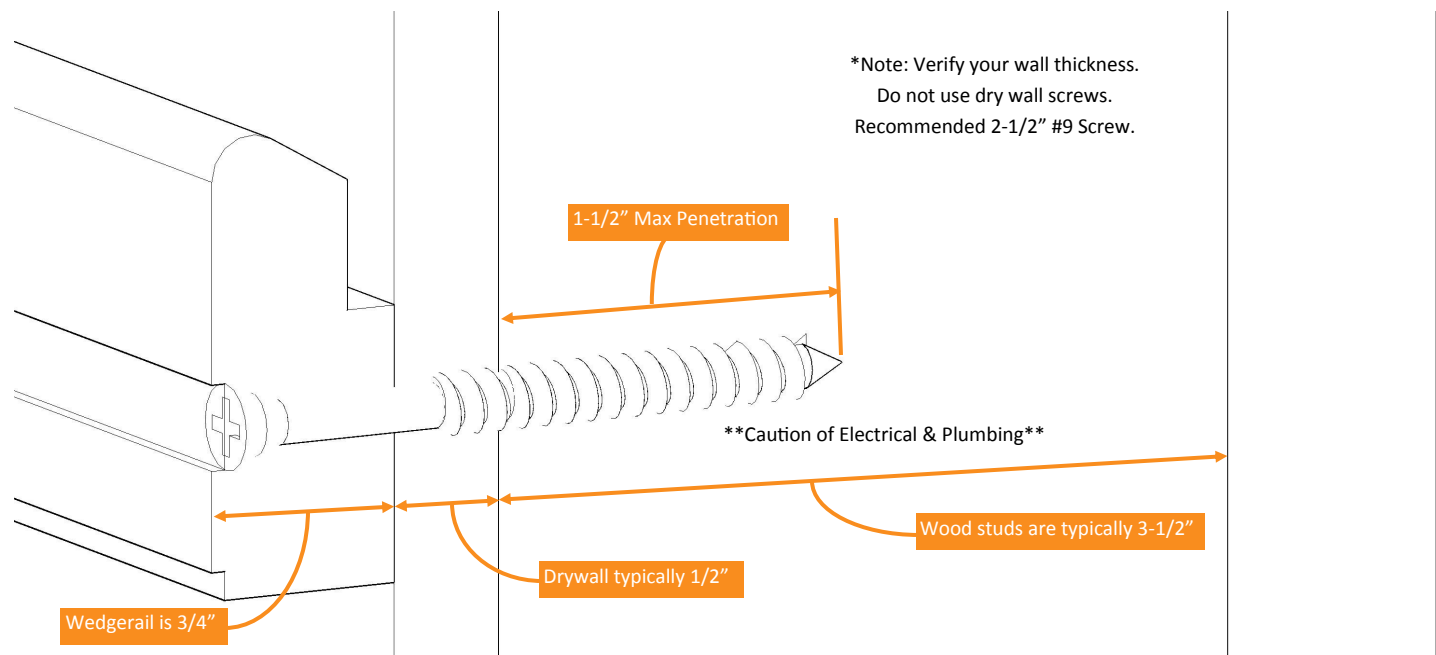 *Note: Verify your wall thickness.
Do not use dry wall screws.
Recommended 2-1/2” #9 Screw.
1-1/2” Max Penetration
**Caution of Electrical & Plumbing**
Wood studs are typically 3-1/2”
Drywall typically 1/2”
Wedgerail is 3/4”